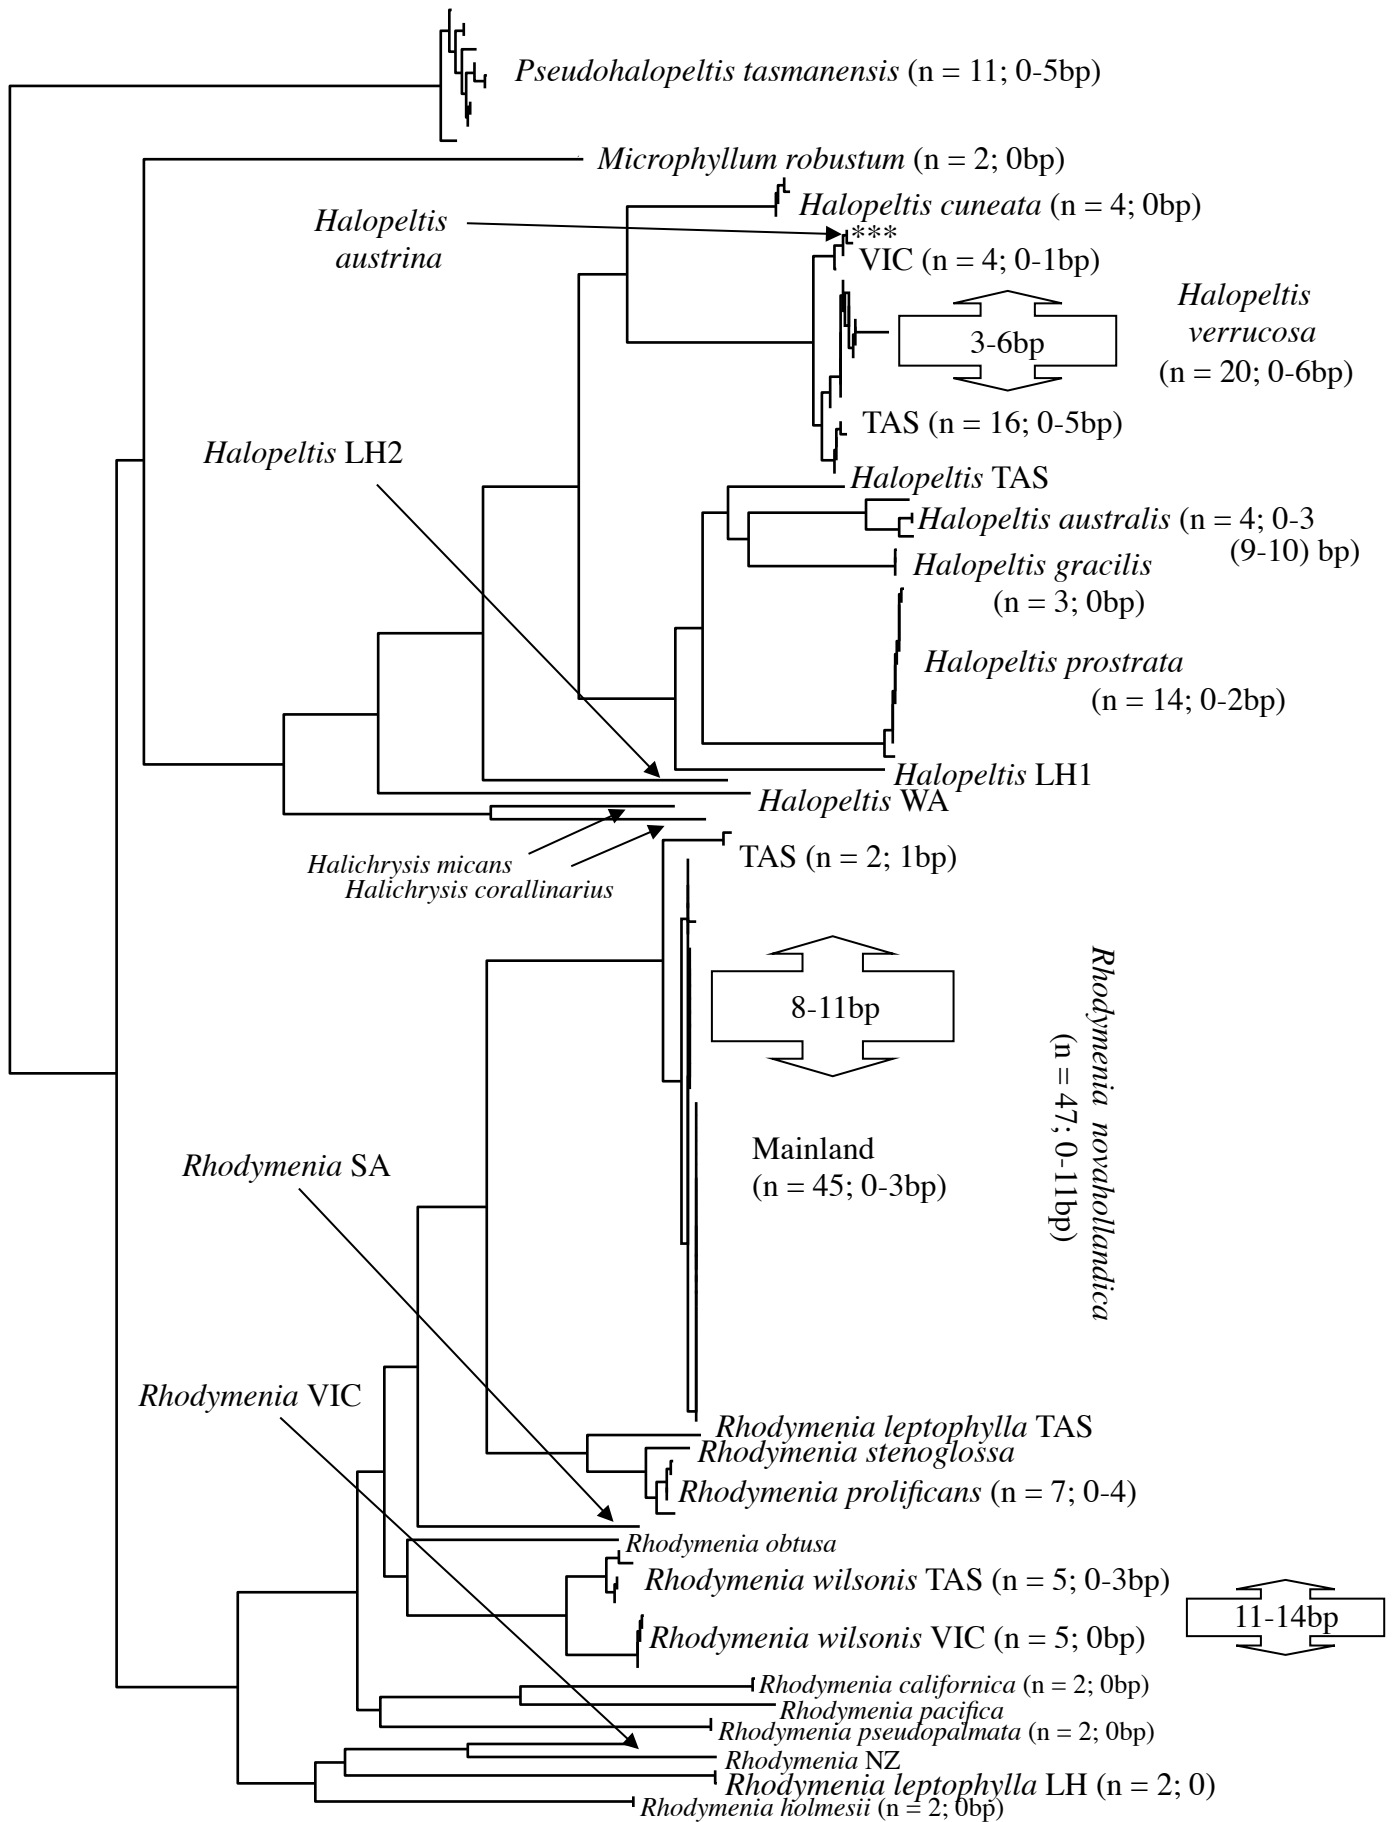 Pseudohalopeltis tasmanensis (n = 11; 0-5bp)
Microphyllum robustum (n = 2; 0bp)
Halopeltis cuneata (n = 4; 0bp)
Halopeltis
austrina
***
VIC (n = 4; 0-1bp)
3-6bp
Halopeltis
verrucosa
(n = 20; 0-6bp)
TAS (n = 16; 0-5bp)
Halopeltis LH2
Halopeltis TAS
Halopeltis australis (n = 4; 0-3
(9-10) bp)
Halopeltis gracilis
(n = 3; 0bp)
Halopeltis prostrata
(n = 14; 0-2bp)
Halopeltis LH1
Halopeltis WA
Halichrysis micans
Halichrysis corallinarius
TAS (n = 2; 1bp)
8-11bp
Rhodymenia novahollandica
(n = 47; 0-11bp)
Mainland
(n = 45; 0-3bp)
Rhodymenia SA
Rhodymenia VIC
Rhodymenia leptophylla TAS
Rhodymenia stenoglossa
Rhodymenia prolificans (n = 7; 0-4)
Rhodymenia obtusa
Rhodymenia wilsonis TAS (n = 5; 0-3bp)
11-14bp
Rhodymenia wilsonis VIC (n = 5; 0bp)
Rhodymenia californica (n = 2; 0bp)
Rhodymenia pacifica
Rhodymenia pseudopalmata (n = 2; 0bp)
Rhodymenia NZ
Rhodymenia leptophylla LH (n = 2; 0)
Rhodymenia holmesii (n = 2; 0bp)